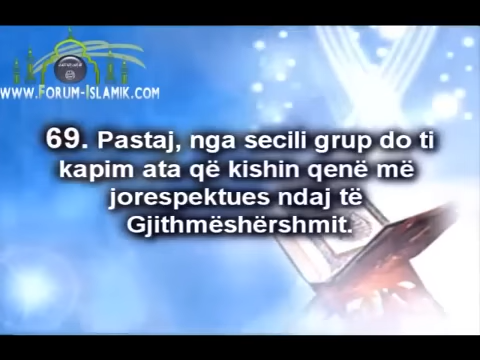 www.Forum-Islamik.com
69. Pastaj, nga secili grup do ti
kapim ata që kishin qenë më
jorespektues ndaj të
Gjithmëshërshmit.